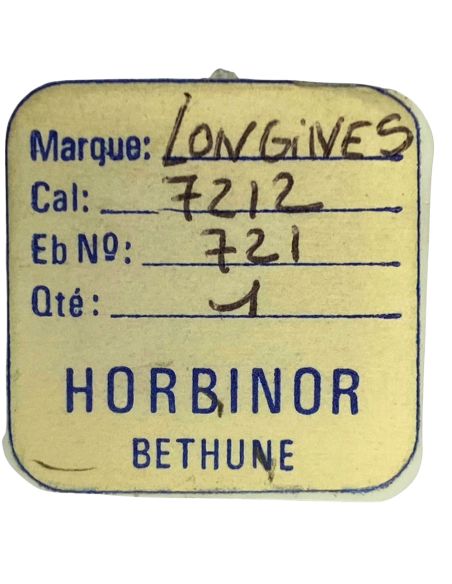 Marque: LONGINES
Cal: 7212
Eb Nº: 721
Qté: 1
HORBINOR
BETHUNE